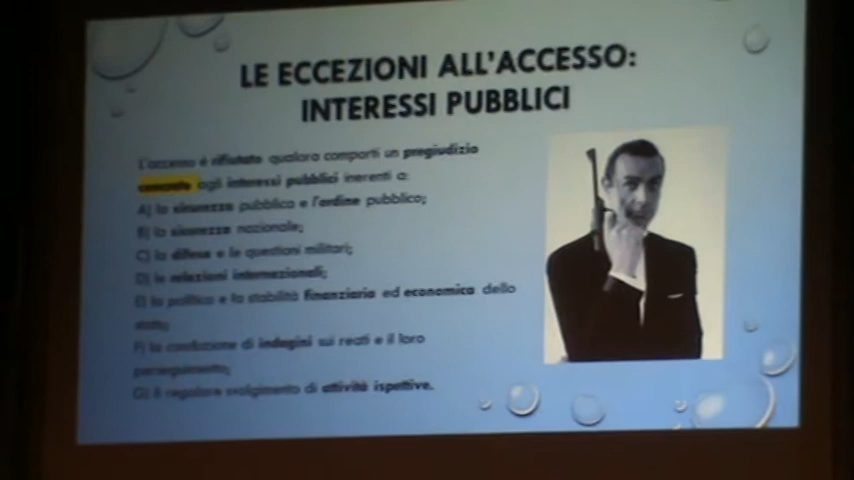 LE ECCEZIONI ALL'ACCESSO:
INTERESSI PUBBLICI
L'accesso è rifiutato qualora comporti un pregiudizio
concreto agli interessi pubblici inerenti a:
A) la sicurezza pubblica e l'ordine pubblico;
B) la sicurezza nazionale;
C) la difesa e le questioni militari;
D) le relazioni internazionali;
E) la politica e la stabilità finanziaria ed economica dello
stato;
F) la conduzione di indagini sui reati e il loro
perseguimento;
G) il regolare svolgimento di attività ispettive.